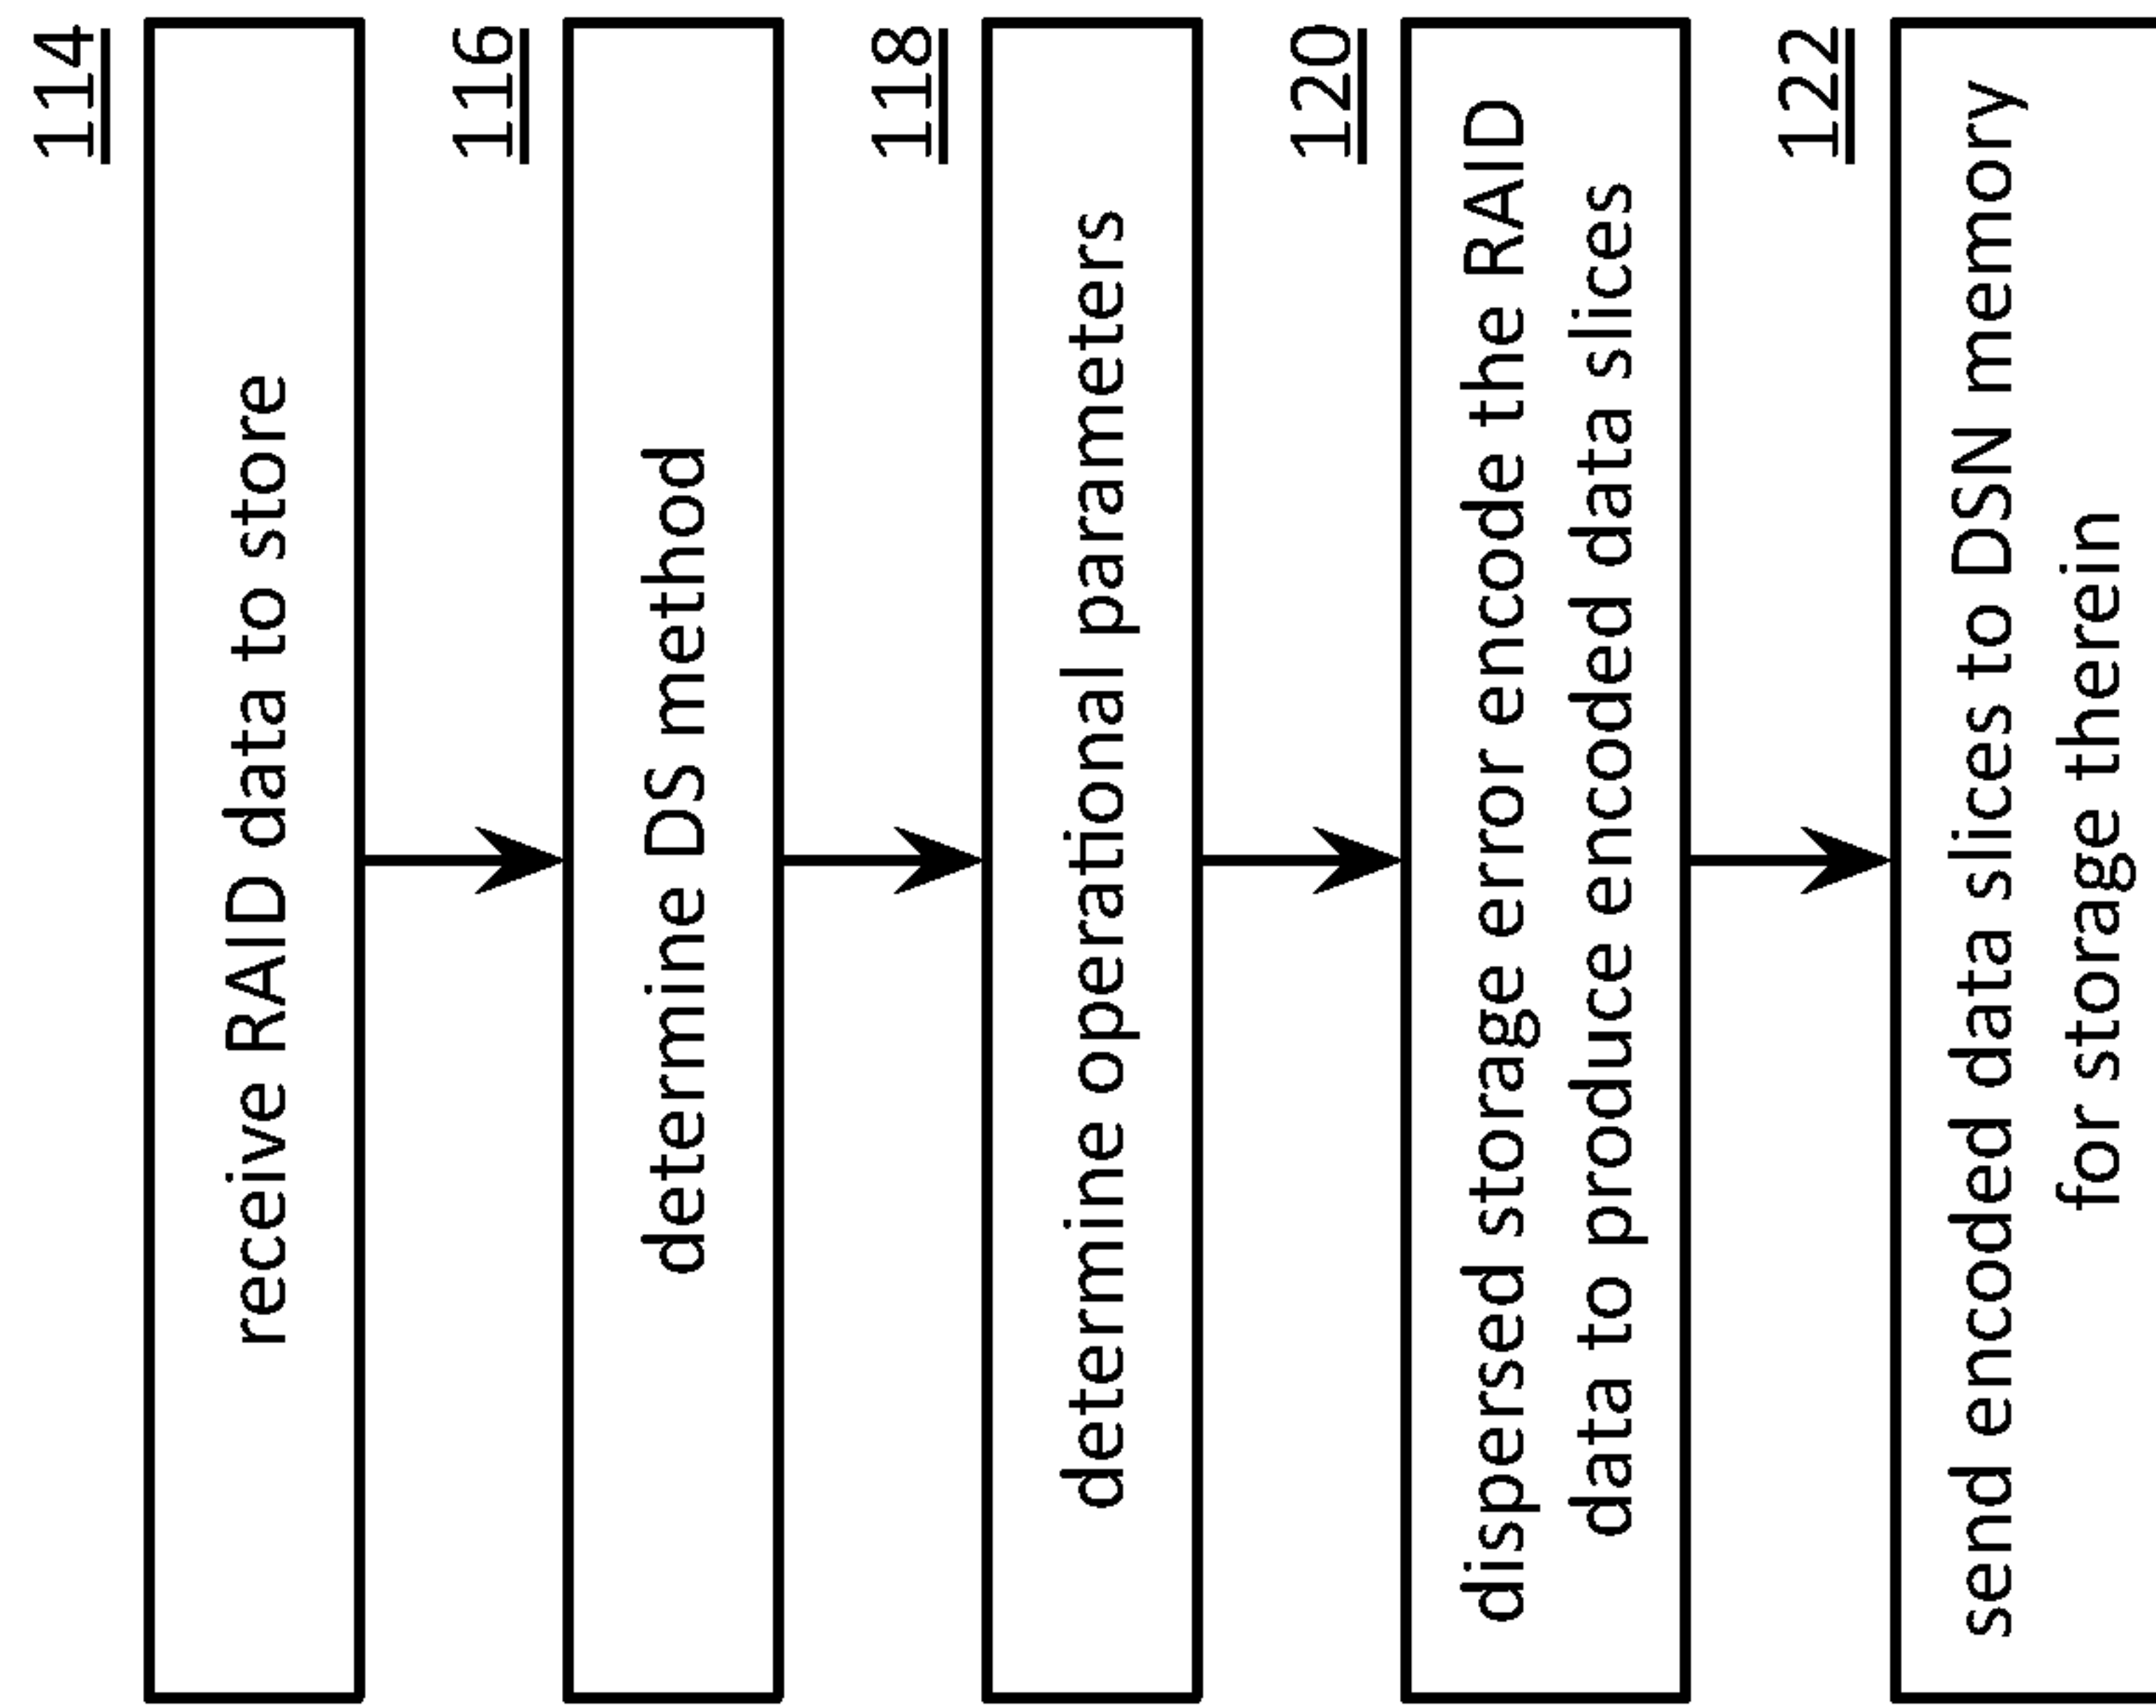 114
receive RAID data to store
116
determine DS method
118
determine operational parameters
120
dispersed storage error encode the RAID
data to produce encoded data slices
122
send encoded data slices to DSN memory
for storage therein